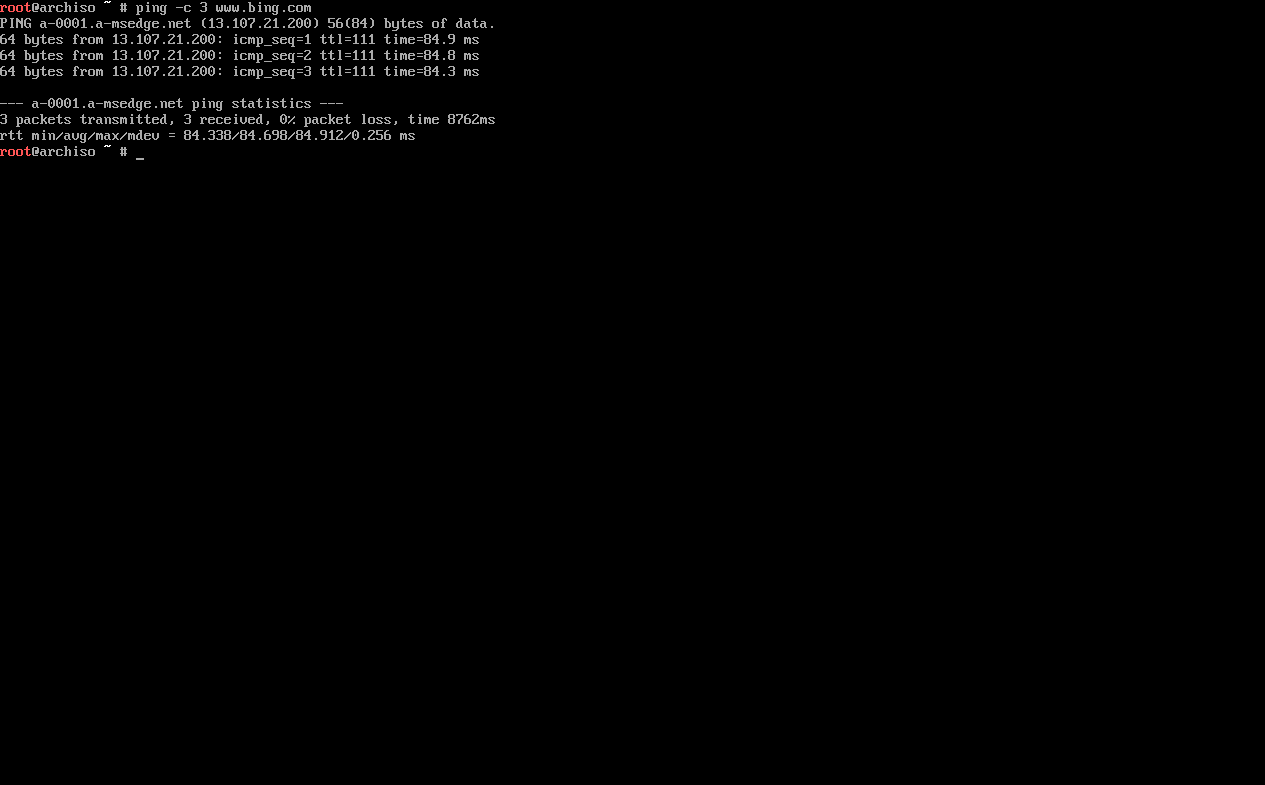 root@archiso ~ # ping -c 3 www.bing.com
PING a-0001.a-msedge.net (13.107.21.200) 56(84) bytes of data.
64 bytes from 13.107.21.200: icmp_seq=1 ttl=111 time=84.9 ms
64 bytes from 13.107.21.200: icmp_seq=2 ttl=111 time=84.8 ms
64 bytes from 13.107.21.200: icmp_seq=3 ttl=111 time=84.3 ms
--- a-0001.a-msedge.net ping statistics ---
3 packets transmitted, 3 received, 0% packet loss, time 8762ms
rtt min/avg/max/mdev = 84.338/84.698/84.912/0.256 ms
root@archiso ~ # _